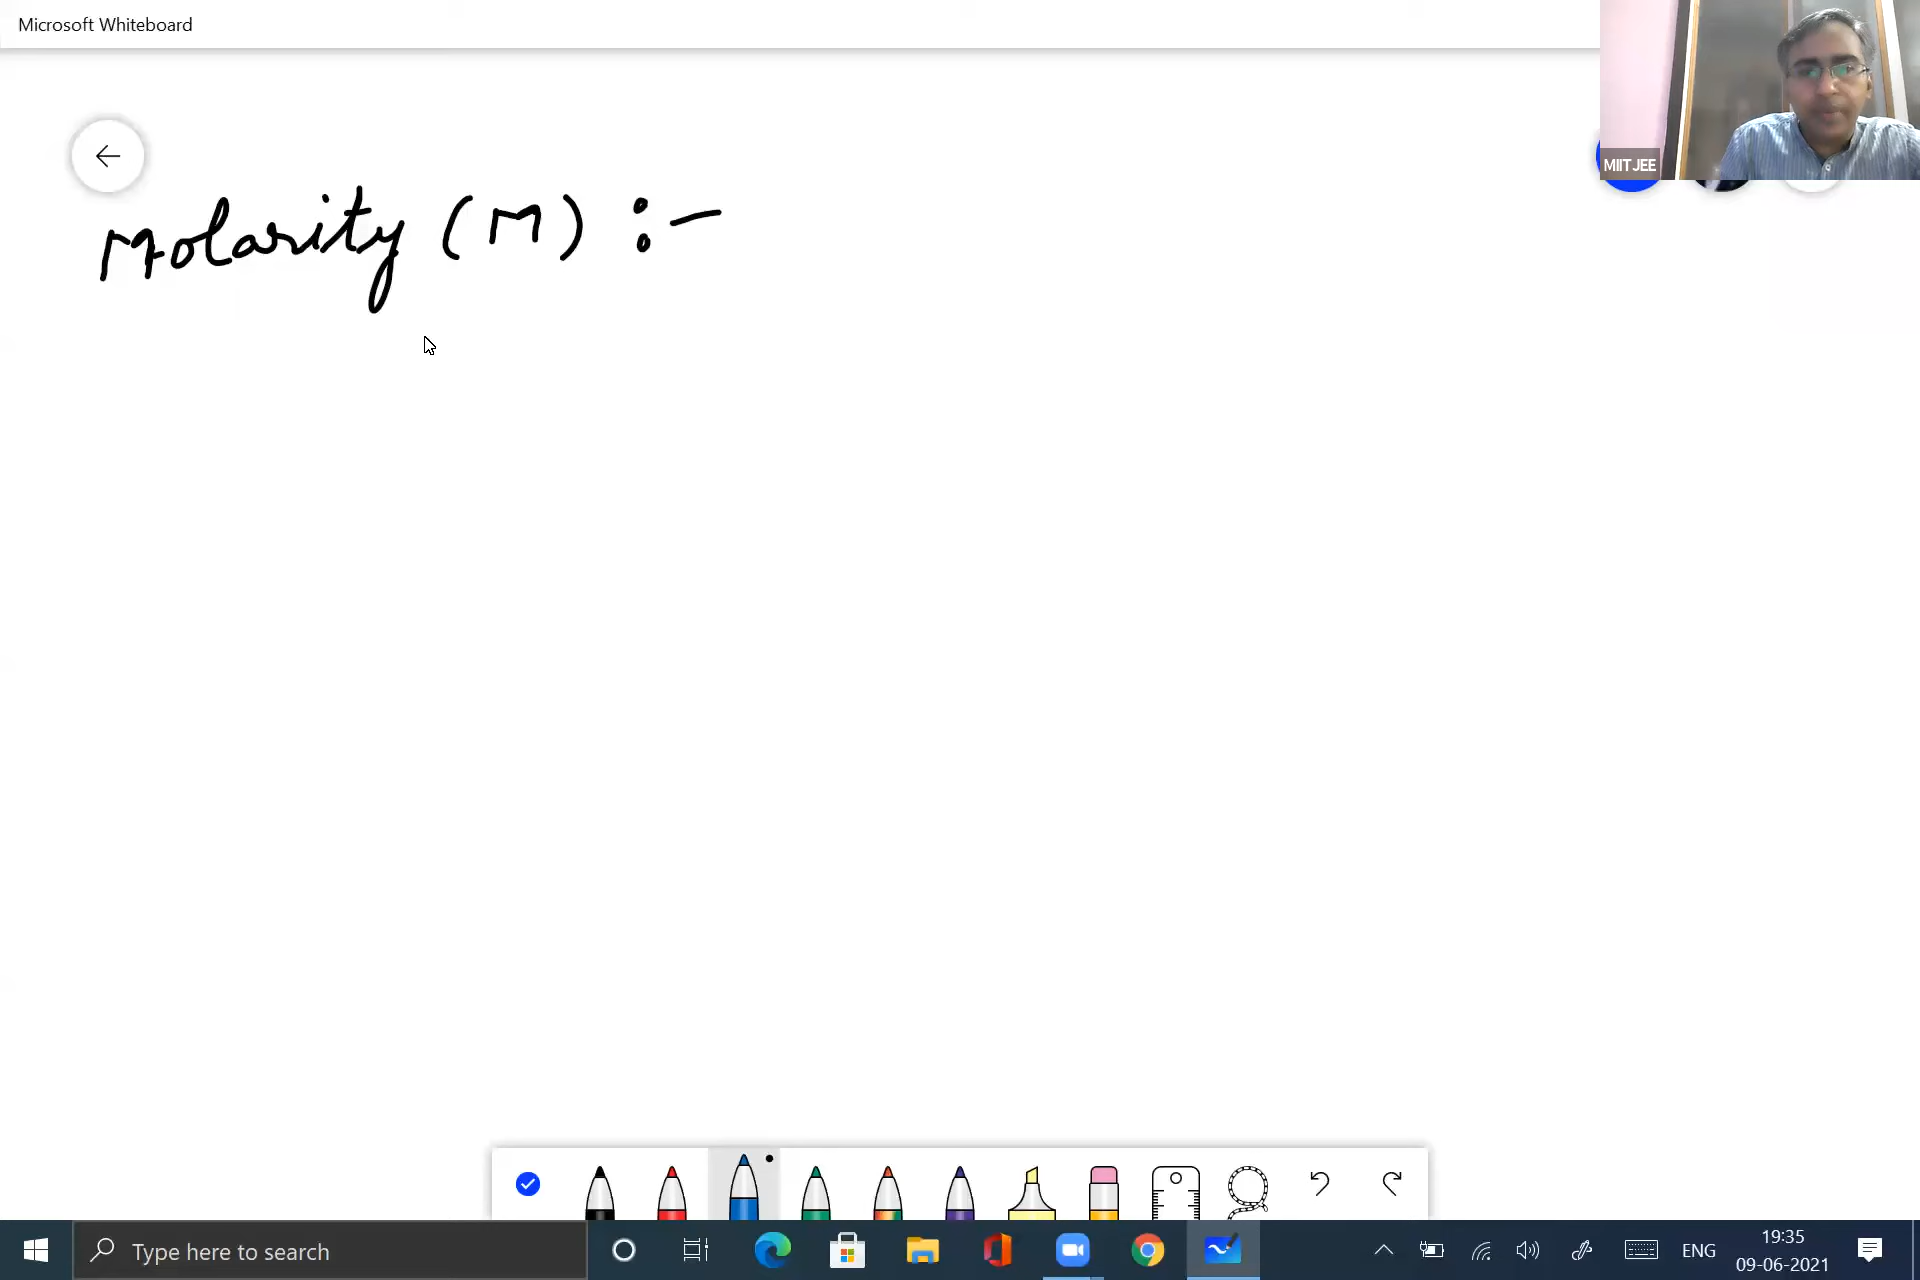 Microsoft Whiteboard
MIIT JEE
Molarity (M) :-
Type here to search
ENG
19:35
09-06-2021